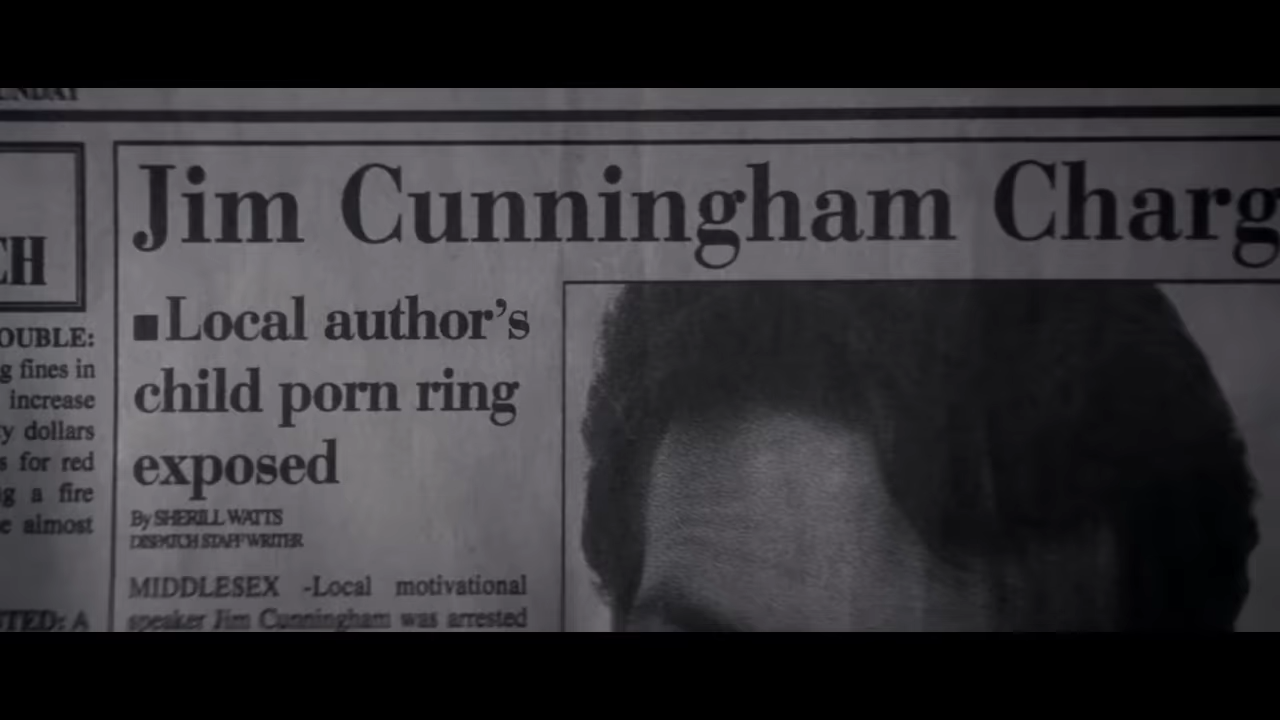 CH
OUBLE:
g fines in
increase
y dollars
s for red
g a fire
e almost
TED: A
Jim Cunningham Charg
■ Local author's
child porn ring
exposed
By SHERILL WATTS
DISPATCH STAFF WRITER
MIDDLESEX -Local motivational
speaker Jim Cunningham was arrested